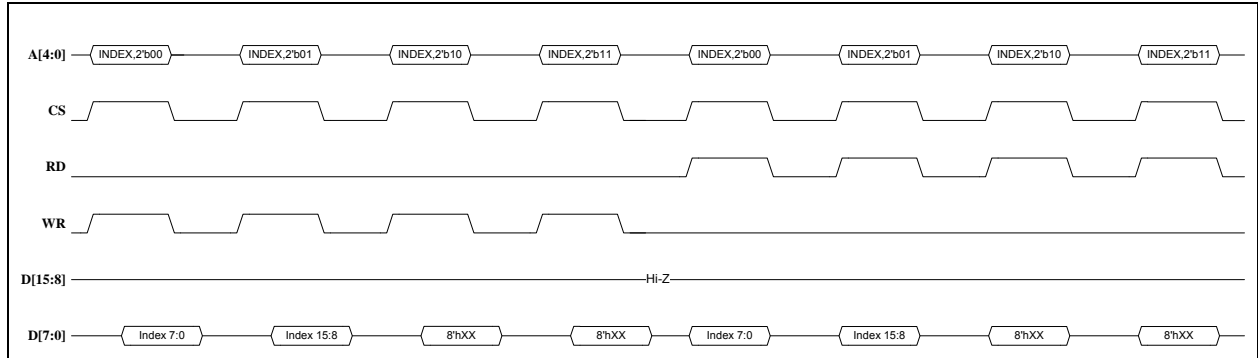 A[4:0] INDEX,2'b00 INDEX,2'b01 INDEX,2'b10 INDEX,2'b11 INDEX,2'b00 INDEX,2'b01 INDEX,2'b10 INDEX,2'b11
CS
RD
WR
D[15:8] Hi-Z
D[7:0] Index 7:0 Index 15:8 8'hXX 8'hXX Index 7:0 Index 15:8 8'hXX 8'hXX